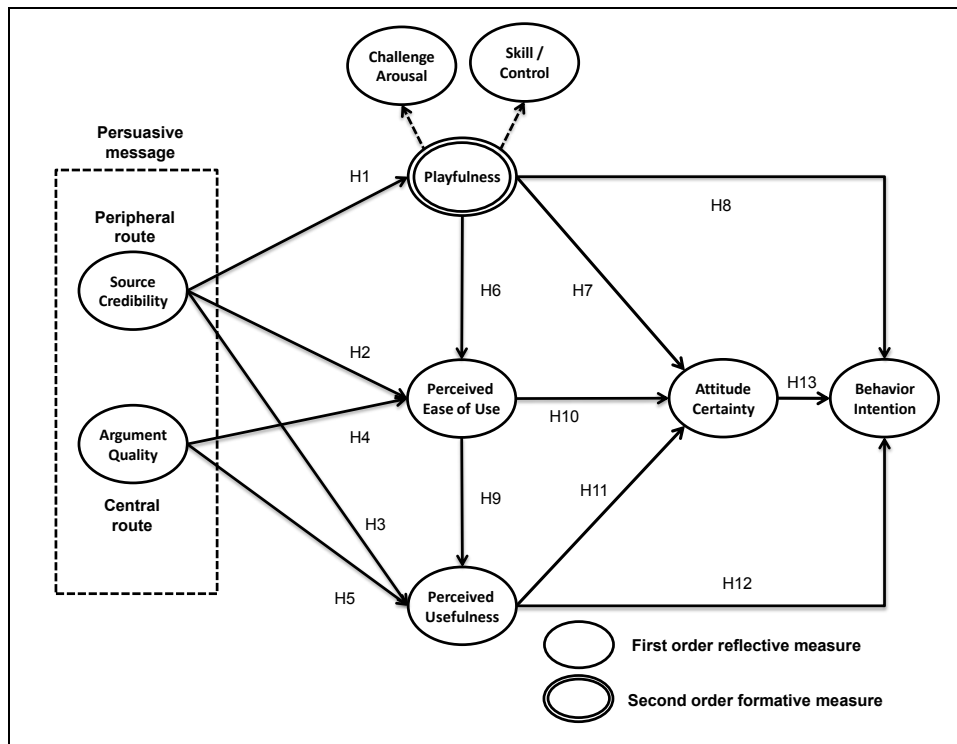 Challenge
Arousal
Skill /
Control
Persuasive
message
H1
Playfulness
H8
Peripheral
route
Source
Credibility
H6
H7
H2
Perceived
Ease of Use
Attitude
Certainty
H13
Behavior
Intention
H10
H4
Argument
Quality
H11
H9
Central
route
H3
H5
Perceived
Usefulness
H12
First order reflective measure
Second order formative measure